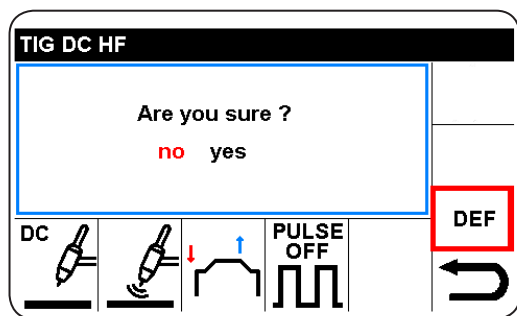 TIG DC HF
Are you sure ?
no yes
DEF
DC
PULSE
OFF